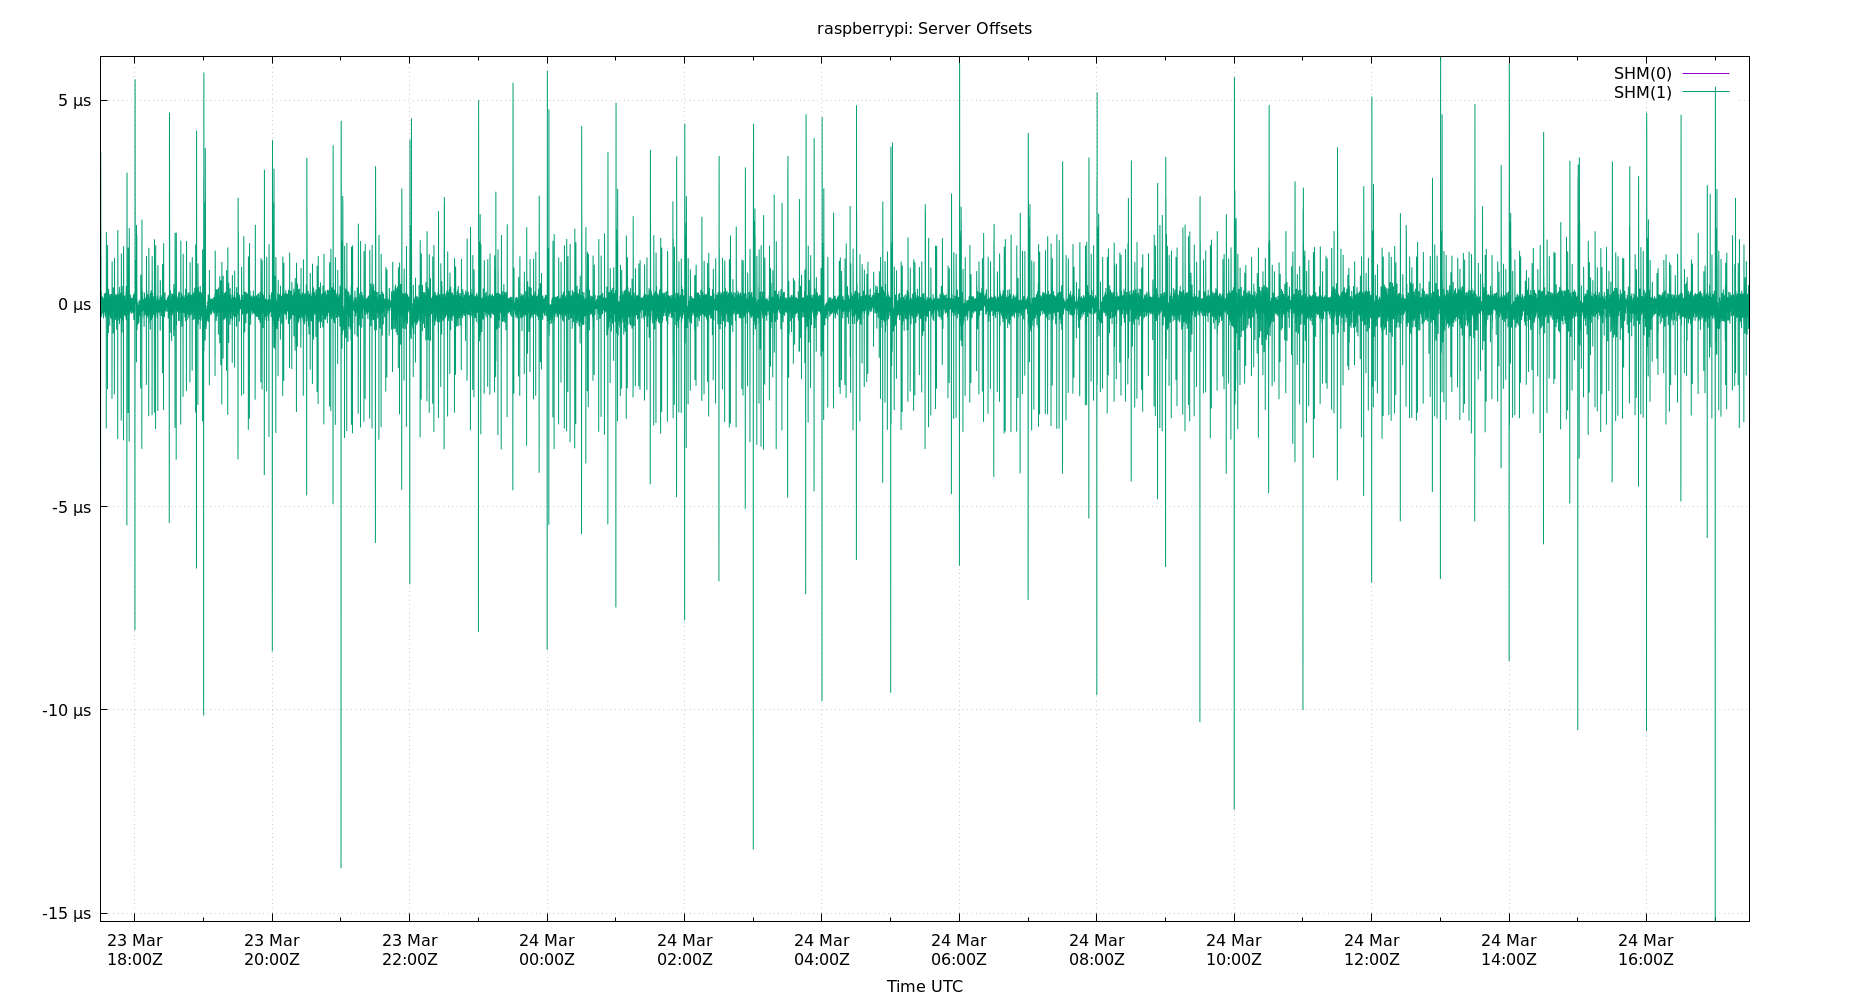 raspberrypi: Server Offsets
SHM(0)
SHM(1)
5 µs
0 µs
-5 µs
-10 µs
-15 µs
23 Mar 23 Mar 23 Mar 24 Mar 24 Mar 24 Mar 24 Mar 24 Mar 24 Mar 24 Mar 24 Mar 24 Mar
18:00Z 20:00Z 22:00Z 00:00Z 02:00Z 04:00Z 06:00Z 08:00Z 10:00Z 12:00Z 14:00Z 16:00Z
Time UTC